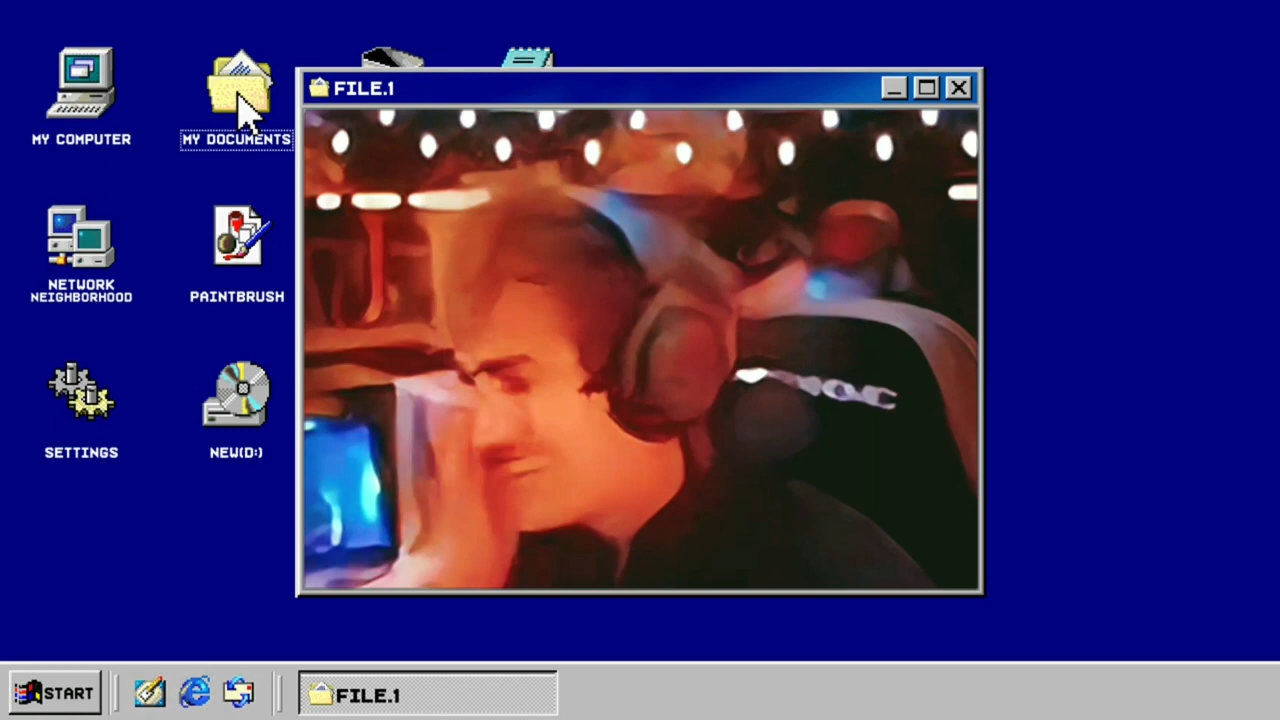 FILE.1
MY COMPUTER
MY DOCUMENTS
NETWORK
NEIGHBORHOOD
PAINTBRUSH
SETTINGS
NEW(D:)
START
FILE.1